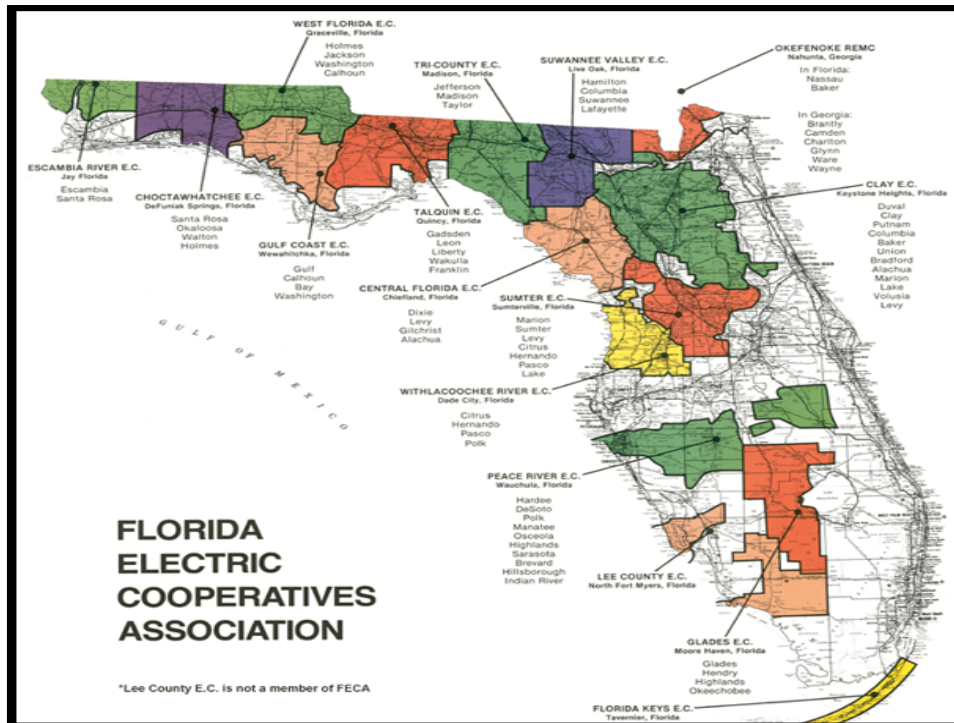 WEST FLORIDA E.C.
Graceville, Florida
Holmes
Jackson
Washington
Calhoun
TRI-COUNTY E.C.
Madison, Florida
Jefferson
Madison
Taylor
SUWANNEE VALLEY E.C.
Live Oak, Florida
Hamilton
Columbia
Suwannee
Lafayette
OKEFENOKE REMC
Nahunta, Georgia
In Florida:
Nassau
Baker
In Georgia:
Brantly
Camden
Charlton
Glynn
Ware
Wayne
ESCAMBIA RIVER E.C.
Jay Florida
Escambia
Santa Rosa
CHOCTAWHATCHEE E.C.
DeFuniak Springs, Florida
Santa Rosa
Okaloosa
Walton
Holmes
GULF COAST E.C.
Wewahitchka, Florida
Gulf
Calhoun
Bay
Washington
TALQUIN E.C.
Quincy, Florida
Gadsden
Leon
Liberty
Wakulla
Franklin
CLAY E.C.
Keystone Heights, Florida
Duval
Clay
Putnam
Columbia
Baker
Union
Bradford
Alachua
Marion
Lake
Volusia
Levy
CENTRAL FLORIDA E.C.
Chiefland, Florida
Dixie
Levy
Gilchrist
Alachua
SUMTER E.C.
Sumterville, Florida
Marion
Sumter
Levy
Citrus
Hernando
Pasco
Lake
GULF OF MEXICO
WITHLACOOCHEE RIVER E.C.
Dade City, Florida
Citrus
Hernando
Pasco
Polk
PEACE RIVER E.C.
Wauchula, Florida
Hardee
DeSoto
Polk
Manatee
Osceola
Highlands
Sarasota
Brevard
Hillsborough
Indian River
LEE COUNTY E.C.
North Fort Myers, Florida
GLADES E.C.
Moore Haven, Florida
Glades
Hendry
Highlands
Okeechobee
FLORIDA KEYS E.C.
Tavernier, Florida
FLORIDA
ELECTRIC
COOPERATIVES
ASSOCIATION
*Lee County E.C. is not a member of FECA